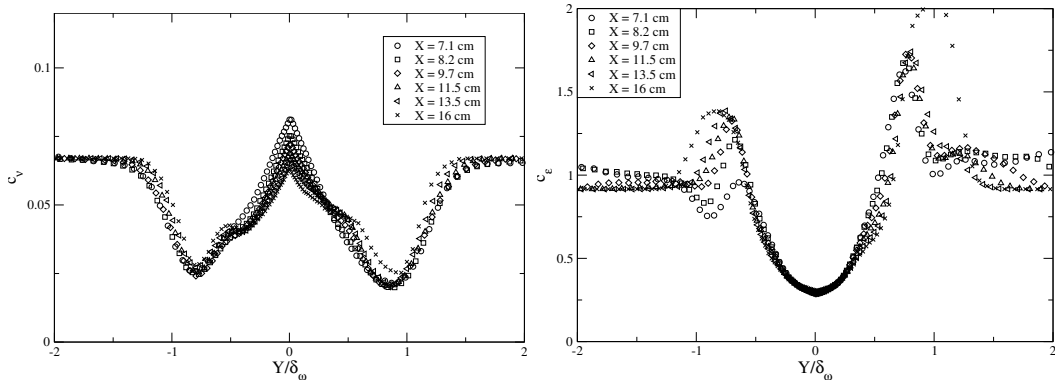 0.1
0.05
0
c_ν
-2
-1
0
1
2
Y/δ_ω
X = 7.1 cm
X = 8.2 cm
X = 9.7 cm
X = 11.5 cm
X = 13.5 cm
X = 16 cm
2
1.5
1
0.5
0
c_ε
-2
-1
0
1
2
Y/δ_ω
X = 7.1 cm
X = 8.2 cm
X = 9.7 cm
X = 11.5 cm
X = 13.5 cm
X = 16 cm